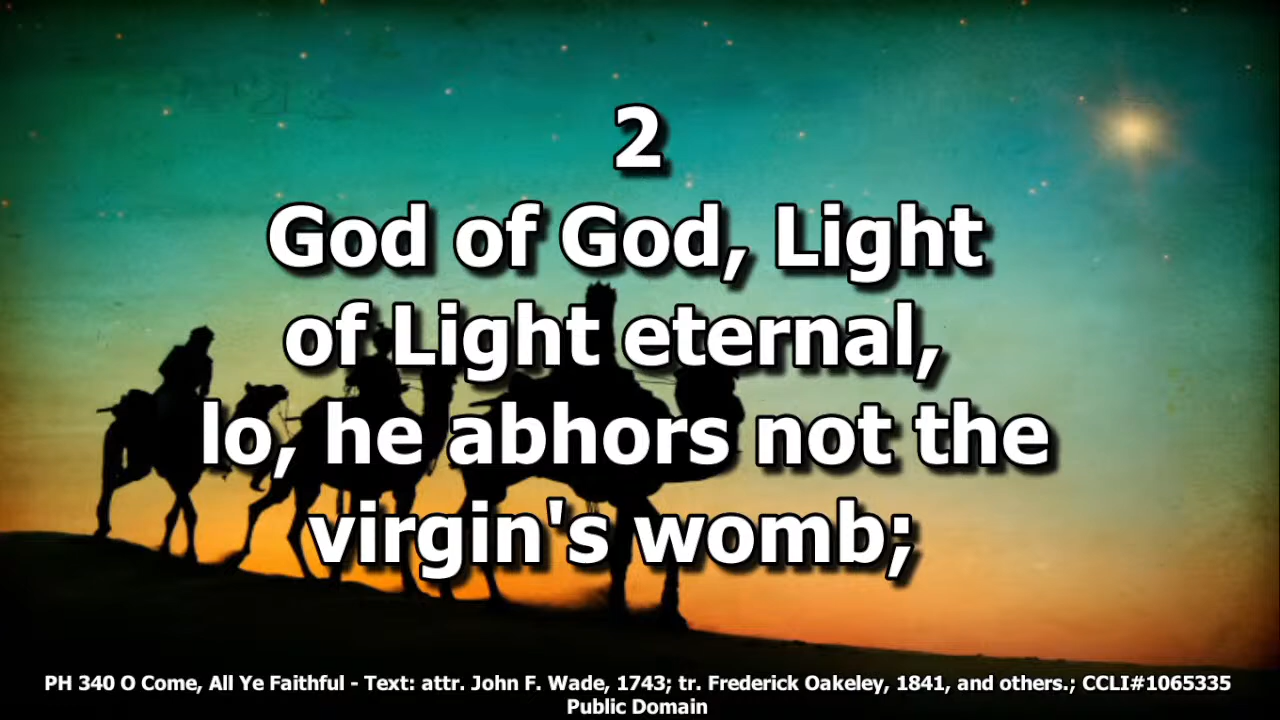 2
God of God, Light
of Light eternal,
lo, he abhors not the
virgin's womb;
PH 340 O Come, All Ye Faithful - Text: attr. John F. Wade, 1743; tr. Frederick Oakeley, 1841, and others.; CCLI#1065335
Public Domain